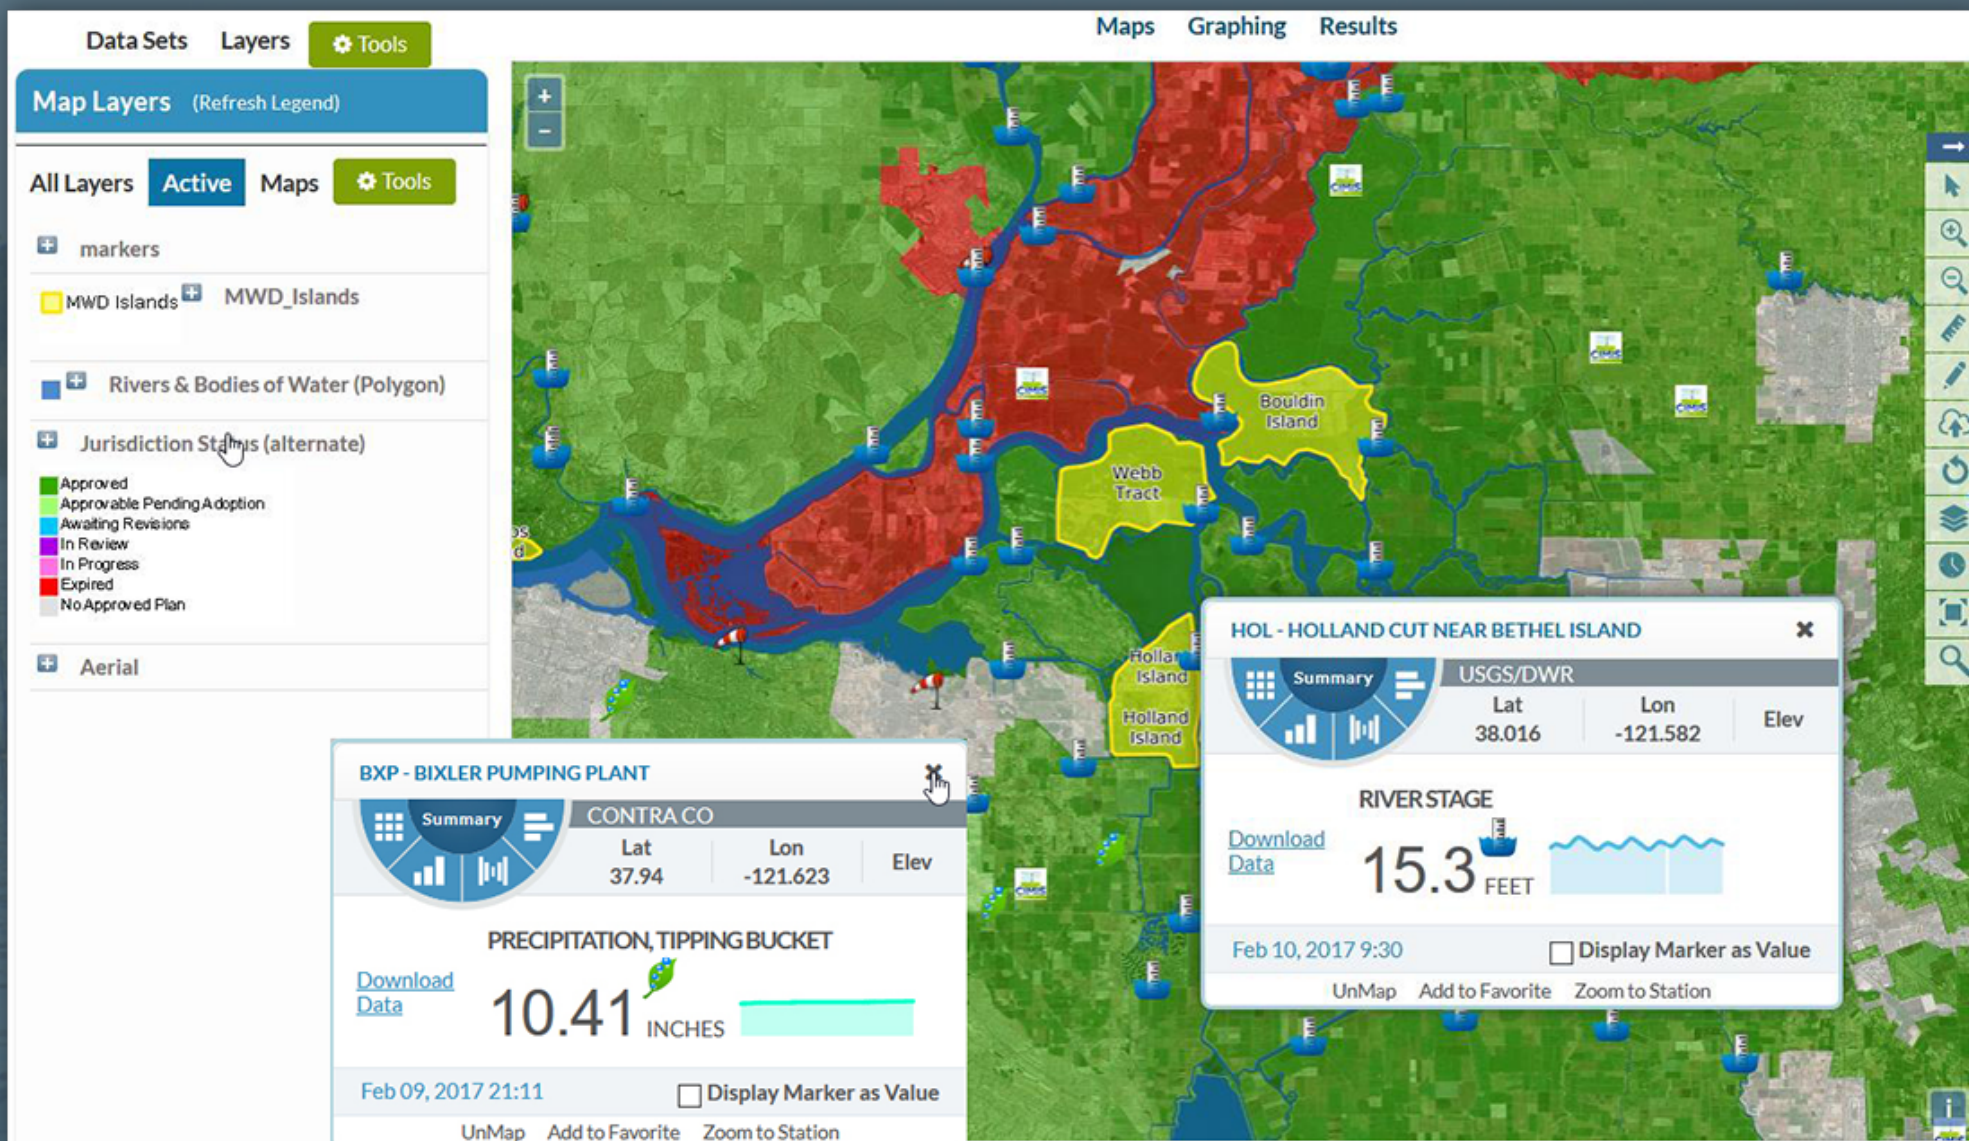 Data Sets Layers Tools
Maps Graphing Results
Map Layers (Refresh Legend)
All Layers Active Maps Tools
markers
MWD Islands MWD_Islands
Rivers & Bodies of Water (Polygon)
Jurisdiction Status (alternate)
Approved
Approvable Pending Adoption
Awaiting Revisions
In Review
In Progress
Expired
No Approved Plan
Aerial
+
−
CIMIS
CIMIS
CIMIS
CIMIS
Bouldin
Island
Webb
Tract
Island
Holland
Island
CIMIS
BXP - BIXLER PUMPING PLANT
Summary
CONTRA CO
Lat Lon Elev
37.94 -121.623
PRECIPITATION, TIPPING BUCKET
Download
Data
10.41 INCHES
Feb 09, 2017 21:11 Display Marker as Value
UnMap Add to Favorite Zoom to Station
HOL - HOLLAND CUT NEAR BETHEL ISLAND
Summary
USGS/DWR
Lat Lon Elev
38.016 -121.582
RIVER STAGE
Download
Data
15.3 FEET
Feb 10, 2017 9:30 Display Marker as Value
UnMap Add to Favorite Zoom to Station
i